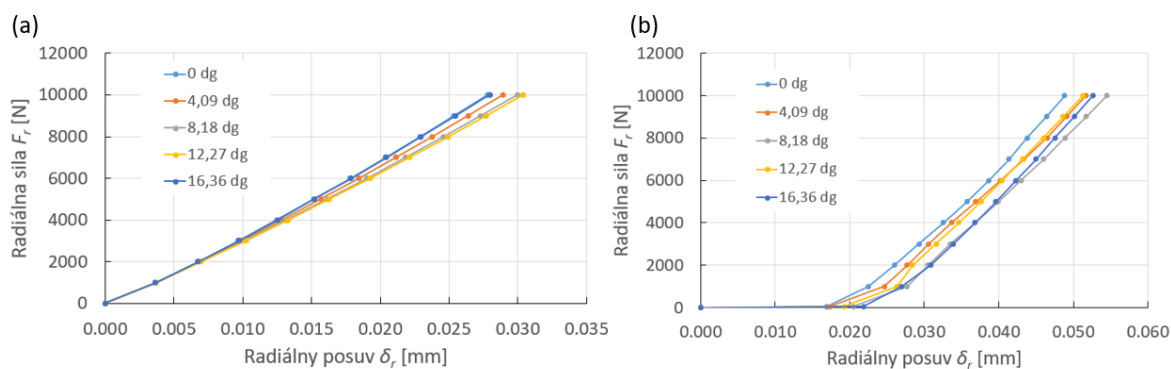 (a)
12000
10000
8000
6000
4000
2000
0
Radiálna sila Fr [N]
0 dg
4,09 dg
8,18 dg
12,27 dg
16,36 dg
0.000 0.005 0.010 0.015 0.020 0.025 0.030 0.035
Radiálny posuv δr [mm]
(b)
12000
10000
8000
6000
4000
2000
0
Radiálna sila Fr [N]
0 dg
4,09 dg
8,18 dg
12,27 dg
16,36 dg
0.000 0.010 0.020 0.030 0.040 0.050 0.060
Radiálny posuv δr [mm]